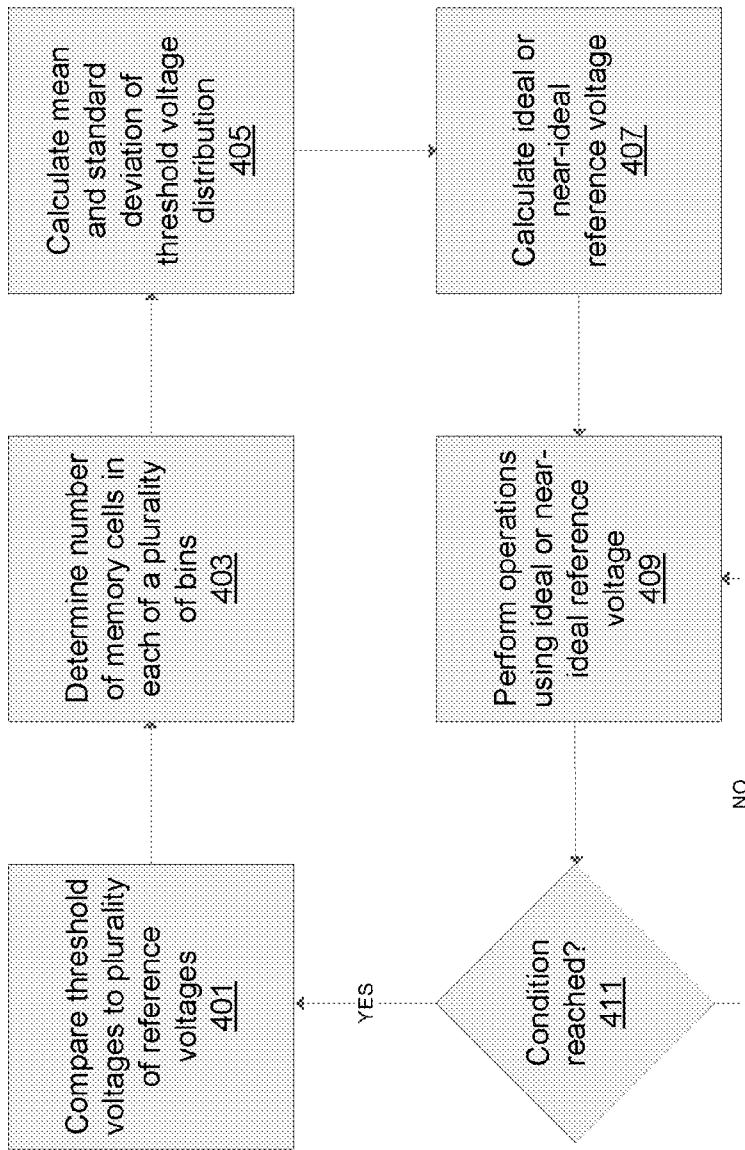 Compare threshold
voltages to plurality
of reference
voltages
401
Determine number
of memory cells in
each of a plurality
of bins
403
Calculate mean
and standard
deviation of
threshold voltage
distribution
405
Calculate ideal or
near-ideal
reference voltage
407
Perform operations
using ideal or near-
ideal reference
voltage
409
Condition
reached?
411
YES
NO